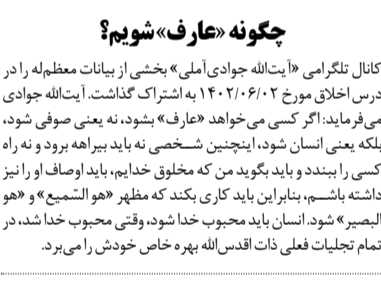 چگونه «عارف» شویم؟
کانال تلگرامی «آیت‌الله جوادی‌آملی» بخشی از بیانات معظم‌له را در
درس اخلاق مورخ ۱۴۰۲/۰۶/۰۲ به اشتراک گذاشت. آیت‌الله جوادی
می‌فرماید: اگر کسی می‌خواهد «عارف» بشود، نه یعنی صوفی شود،
بلکه یعنی انسان شود، اینچنین شخصی نه باید بیراهه برود و نه راه
کسی را ببندد و باید بگوید من که مخلوق خدایم، باید اوصاف او را نیز
داشته باشم، بنابراین باید کاری بکند که مظهر «هو السّمیع» و «هو
البصیر» شود. انسان باید محبوب خدا شود، وقتی محبوب خدا شد، در
تمام تجلیات فعلی ذات اقدس‌الله بهره خاص خودش را می‌برد.